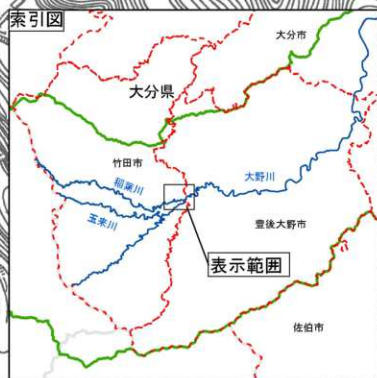 索引図
大分市
大分県
竹田市
稲葉川
大野川
玉来川
豊後大野市
表示範囲
佐伯市